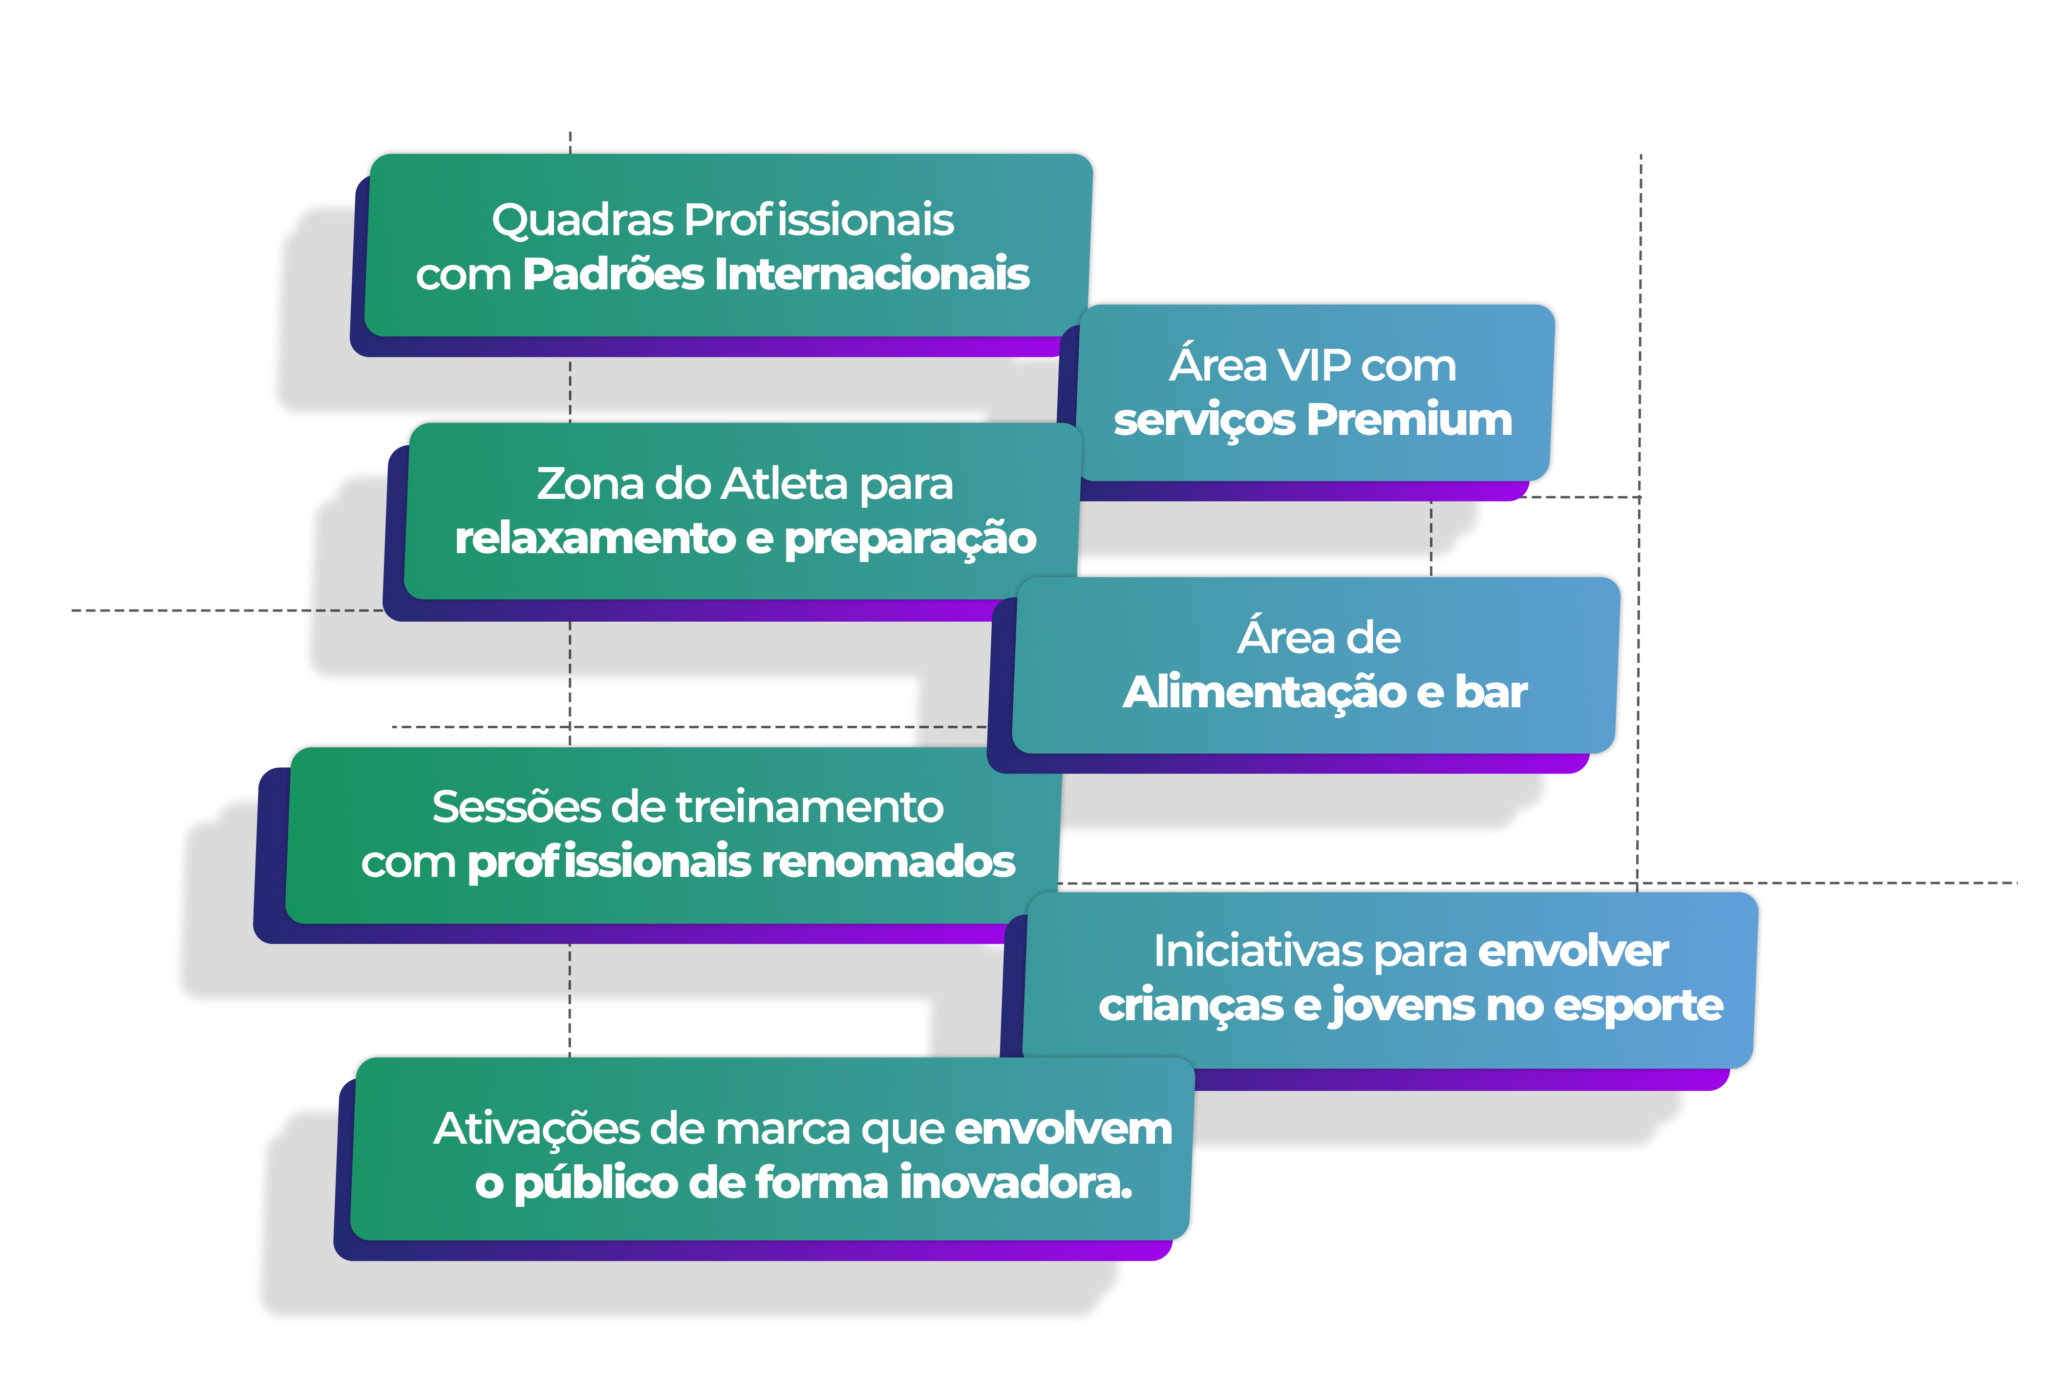 Quadras Profissionais
com Padrões Internacionais
Área VIP com
serviços Premium
Zona do Atleta para
relaxamento e preparação
Área de
Alimentação e bar
Sessões de treinamento
com profissionais renomados
Iniciativas para envolver
crianças e jovens no esporte
Ativações de marca que envolvem
o público de forma inovadora.